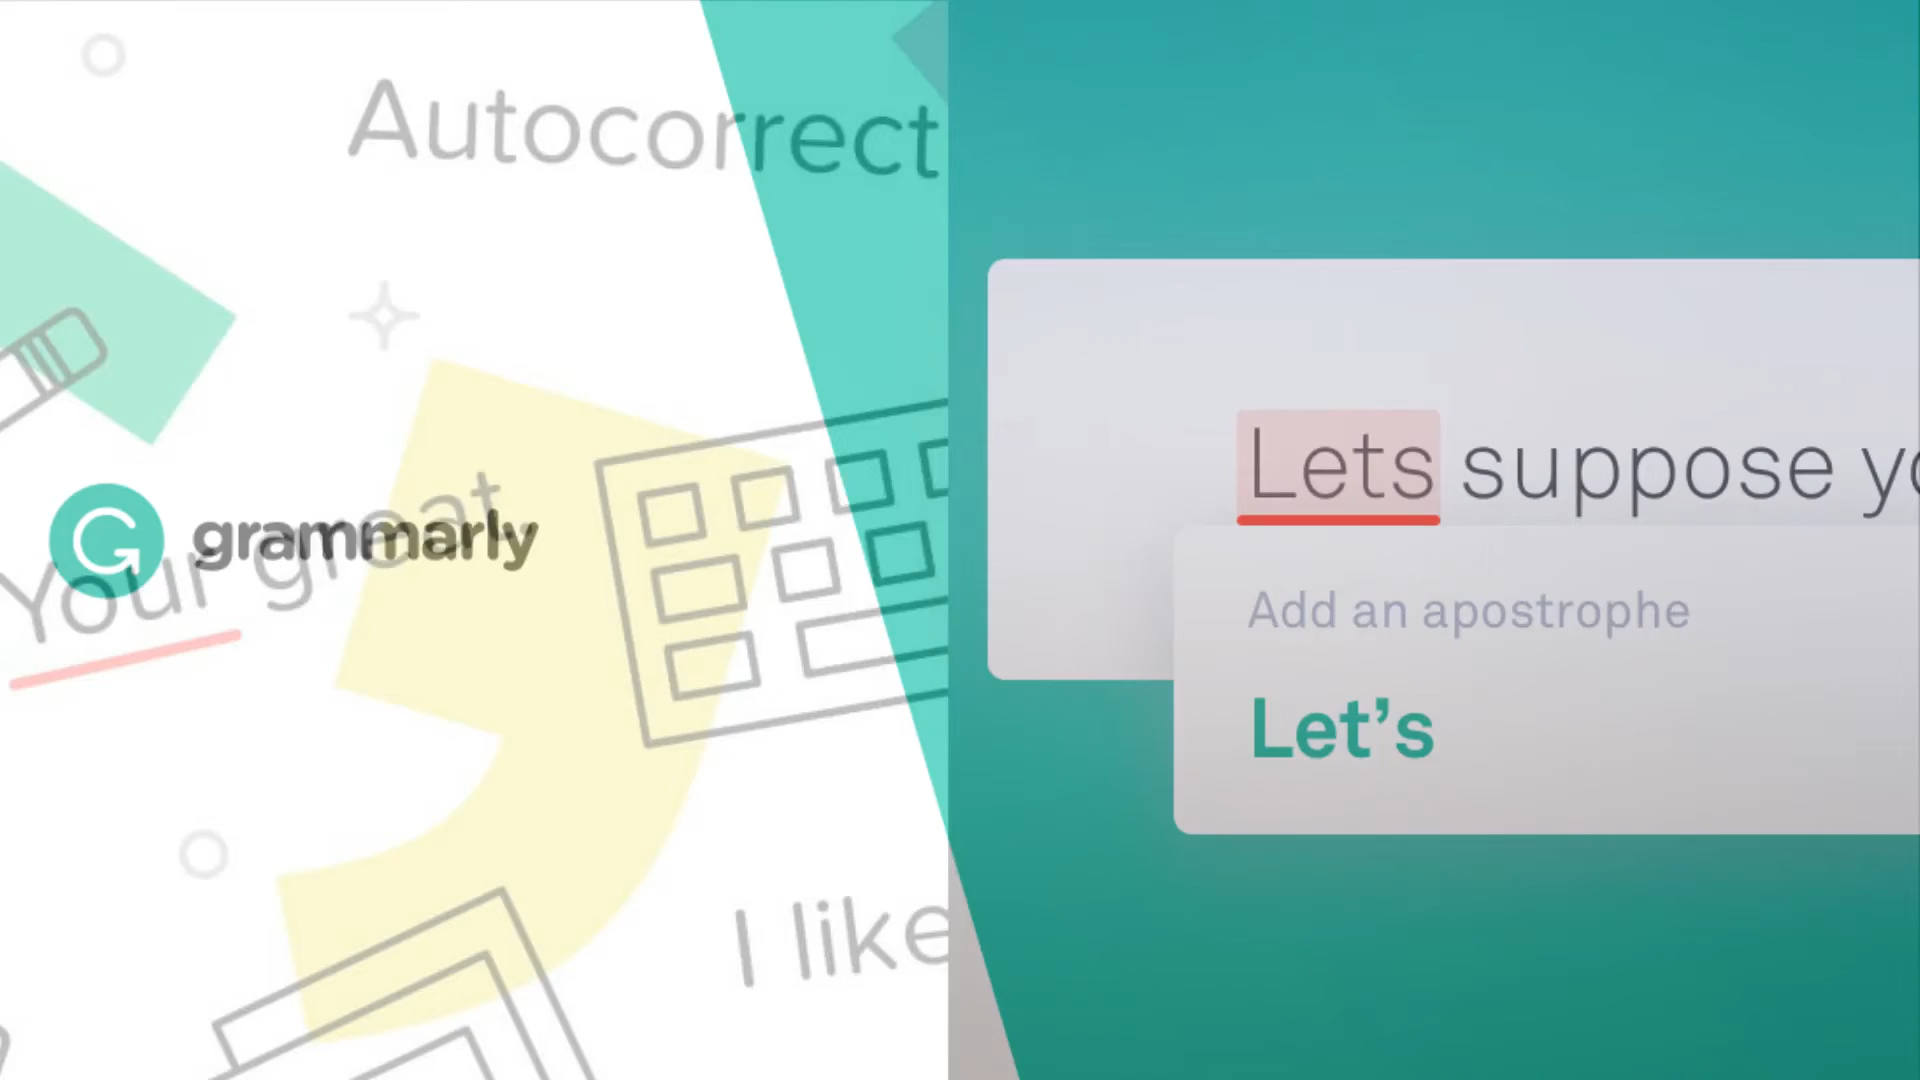 Autocorrect
grammarly
Your great
I like
Lets suppose
Add an apostrophe
Let’s